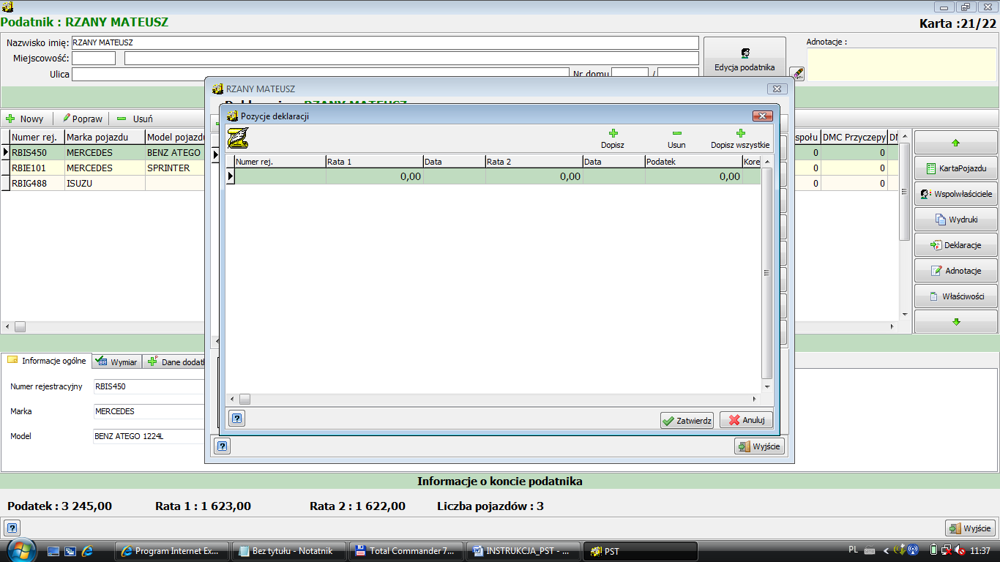 Podatnik : RZANY MATEUSZ
Karta :21/22
Nazwisko imię: RZANY MATEUSZ
Miejscowość:
Ulica
Nr domu /
Edycja podatnika
Adnotacje :
Nowy Popraw Usuń
Numer rej. Marka pojazdu Model pojazdu
społu DMC Przyczepy
RBIS450 MERCEDES BENZ ATEGO 0 0
RBIE101 MERCEDES SPRINTER 0 0
RBIG488 ISUZU 0 0
KartaPojazdu
Wspolwłaściciele
Wydruki
Deklaracje
Adnotacje
Właściwości
RZANY MATEUSZ
RZANY MATEUSZ
Pozycje deklaracji
Dopisz Usun Dopisz wszystkie
Numer rej. Rata 1 Data Rata 2 Data Podatek Kore
0,00 0,00 0,00
Zatwierdz Anuluj
Wyjście
Informacje ogólne Wymiar Dane dodatk
Numer rejestracyjny RBIS450
Marka MERCEDES
Model BENZ ATEGO 1224L
Informacje o koncie podatnika
Podatek : 3 245,00 Rata 1 : 1 623,00 Rata 2 : 1 622,00 Liczba pojazdów : 3
Wyjście
Program Internet Ex... Bez tytułu - Notatnik Total Commander 7... INSTRUKCJA_PST - ... PST PL 11:37